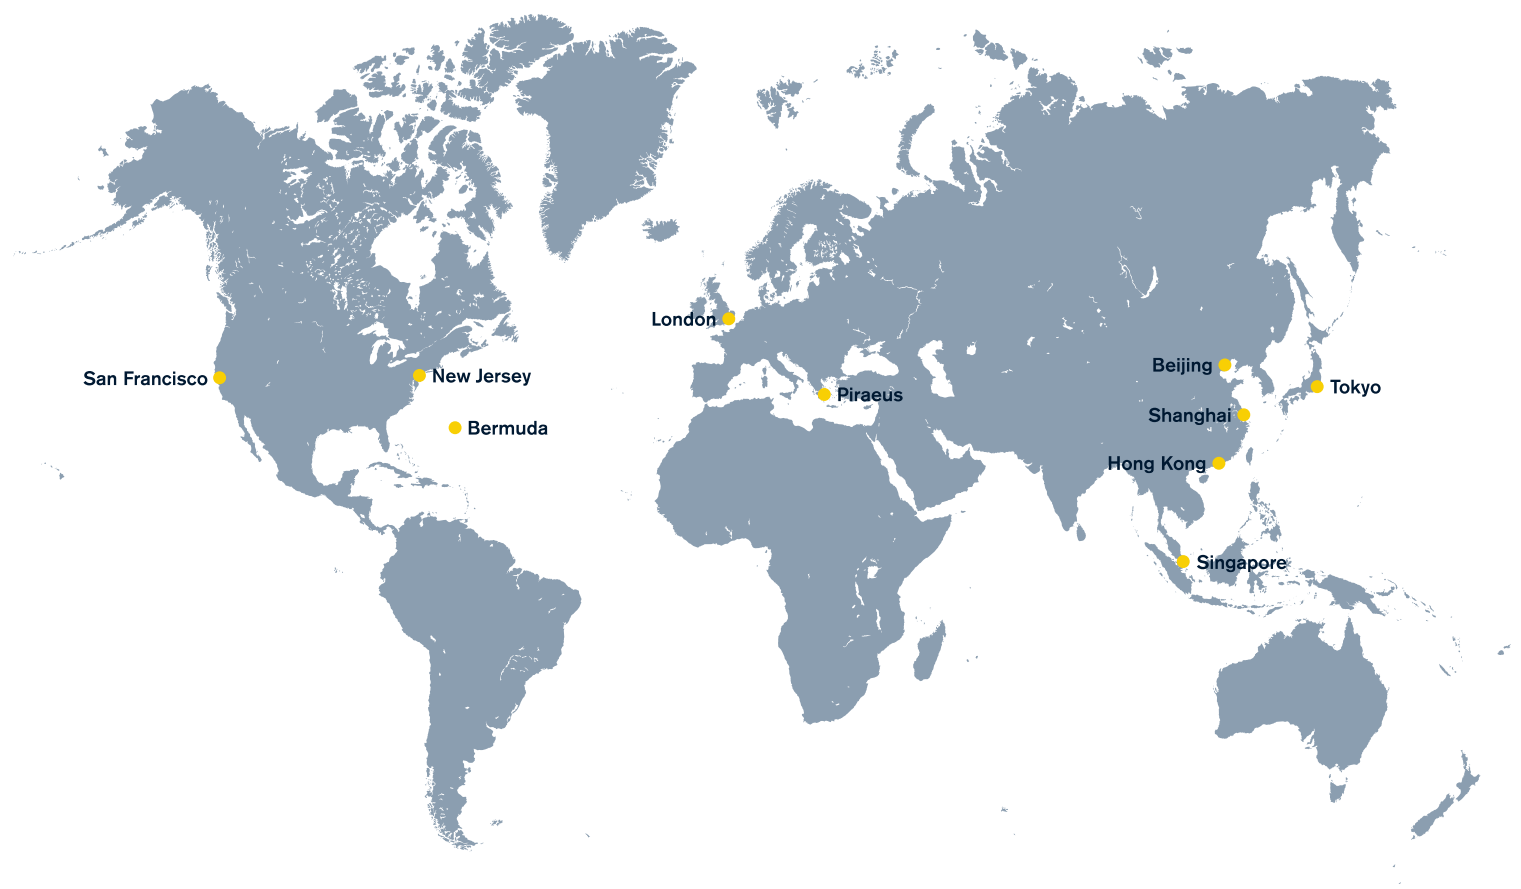 London
Beijing
San Francisco
New Jersey
Tokyo
Piraeus
Shanghai
Bermuda
Hong Kong
Singapore